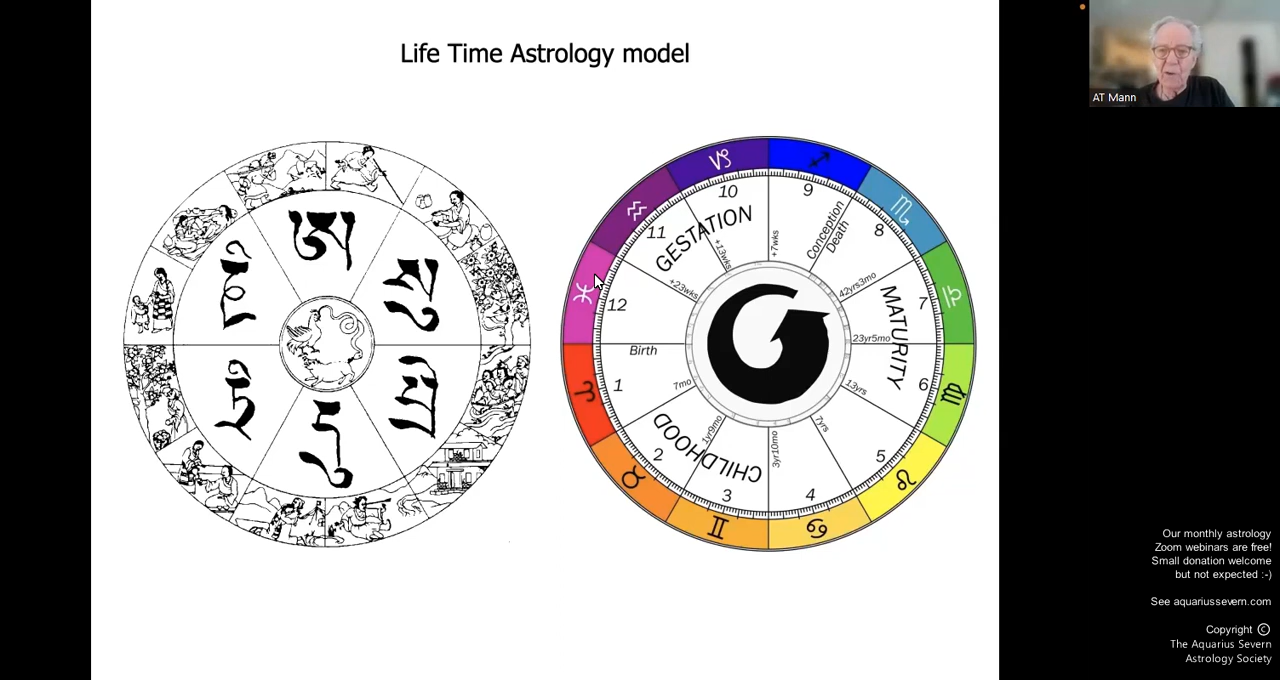 Life Time Astrology model
AT Mann
ཨ
10
9
11
GESTATION
+13wks
+7wks
Conception
Death
8
12
+23wks
42yrs3mo
7
MATURITY
23yr5mo
Birth
1
7mo
13yrs
6
CHILDHOOD
1yr9mo
3yr10mo
7yrs
2
3
4
5
Our monthly astrology
Zoom webinars are free!
Small donation welcome
but not expected :-)
See aquariussevern.com
Copyright ©
The Aquarius Severn
Astrology Society